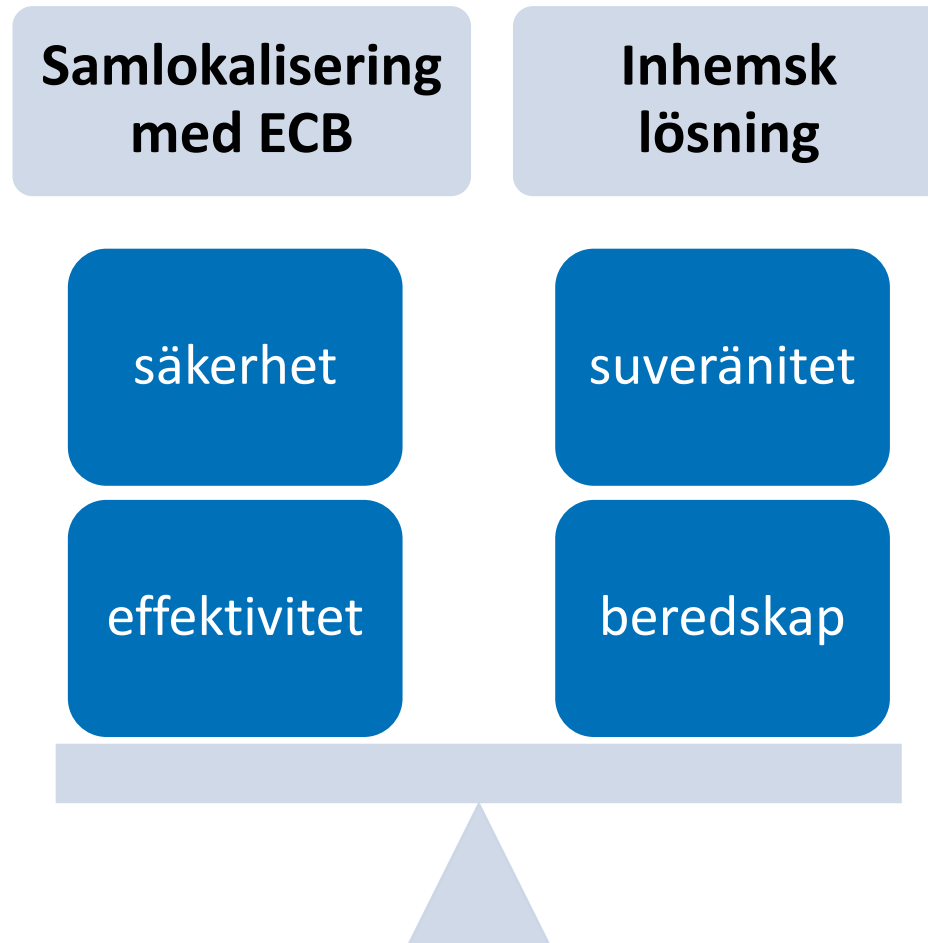 Samlokalisering
med ECB
Inhemsk
lösning
säkerhet
suveränitet
effektivitet
beredskap